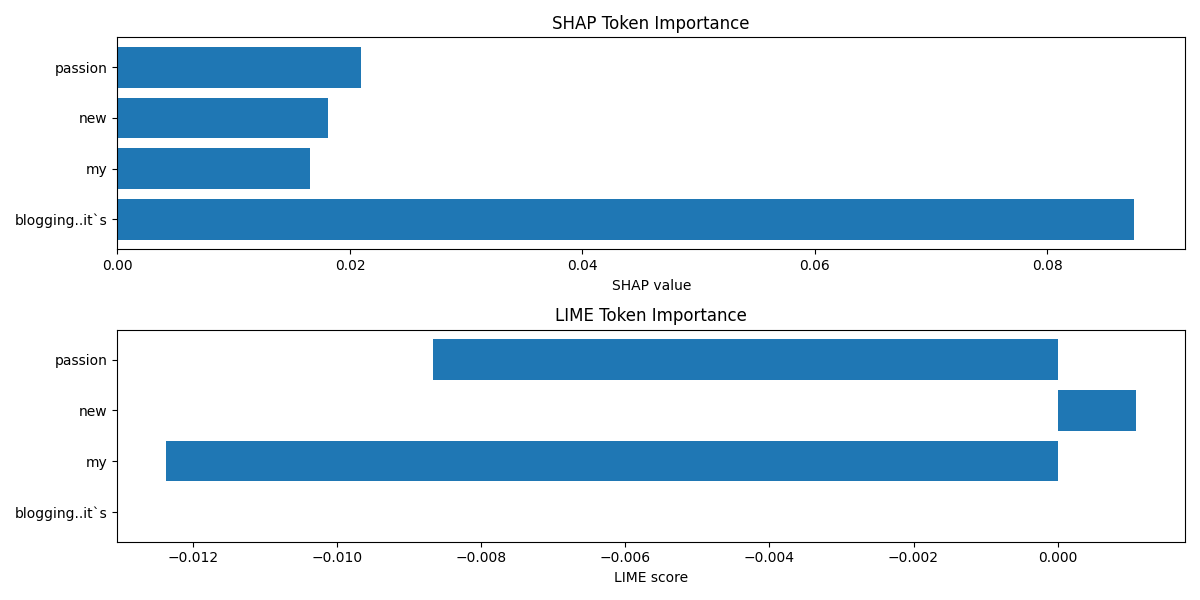 SHAP Token Importance
passion
new
my
blogging..it`s
0.00 0.02 0.04 0.06 0.08
SHAP value
LIME Token Importance
passion
new
my
blogging..it`s
−0.012 −0.010 −0.008 −0.006 −0.004 −0.002 0.000
LIME score